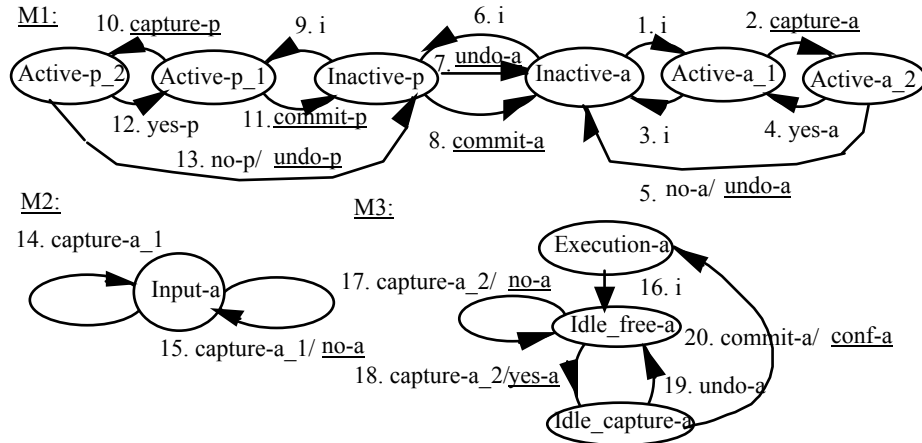 M1:
10. capture-p
9. i
6. i
1. i
2. capture-a
7. undo-a
Active-p_2
Active-p_1
Inactive-p
Inactive-a
Active-a_1
Active-a_2
12. yes-p
11. commit-p
8. commit-a
3. i
4. yes-a
13. no-p/ undo-p
5. no-a/ undo-a
M2:
M3:
14. capture-a_1
Input-a
15. capture-a_1/ no-a
Execution-a
17. capture-a_2/ no-a
16. i
Idle_free-a
20. commit-a/ conf-a
18. capture-a_2/yes-a
19. undo-a
Idle_capture-a